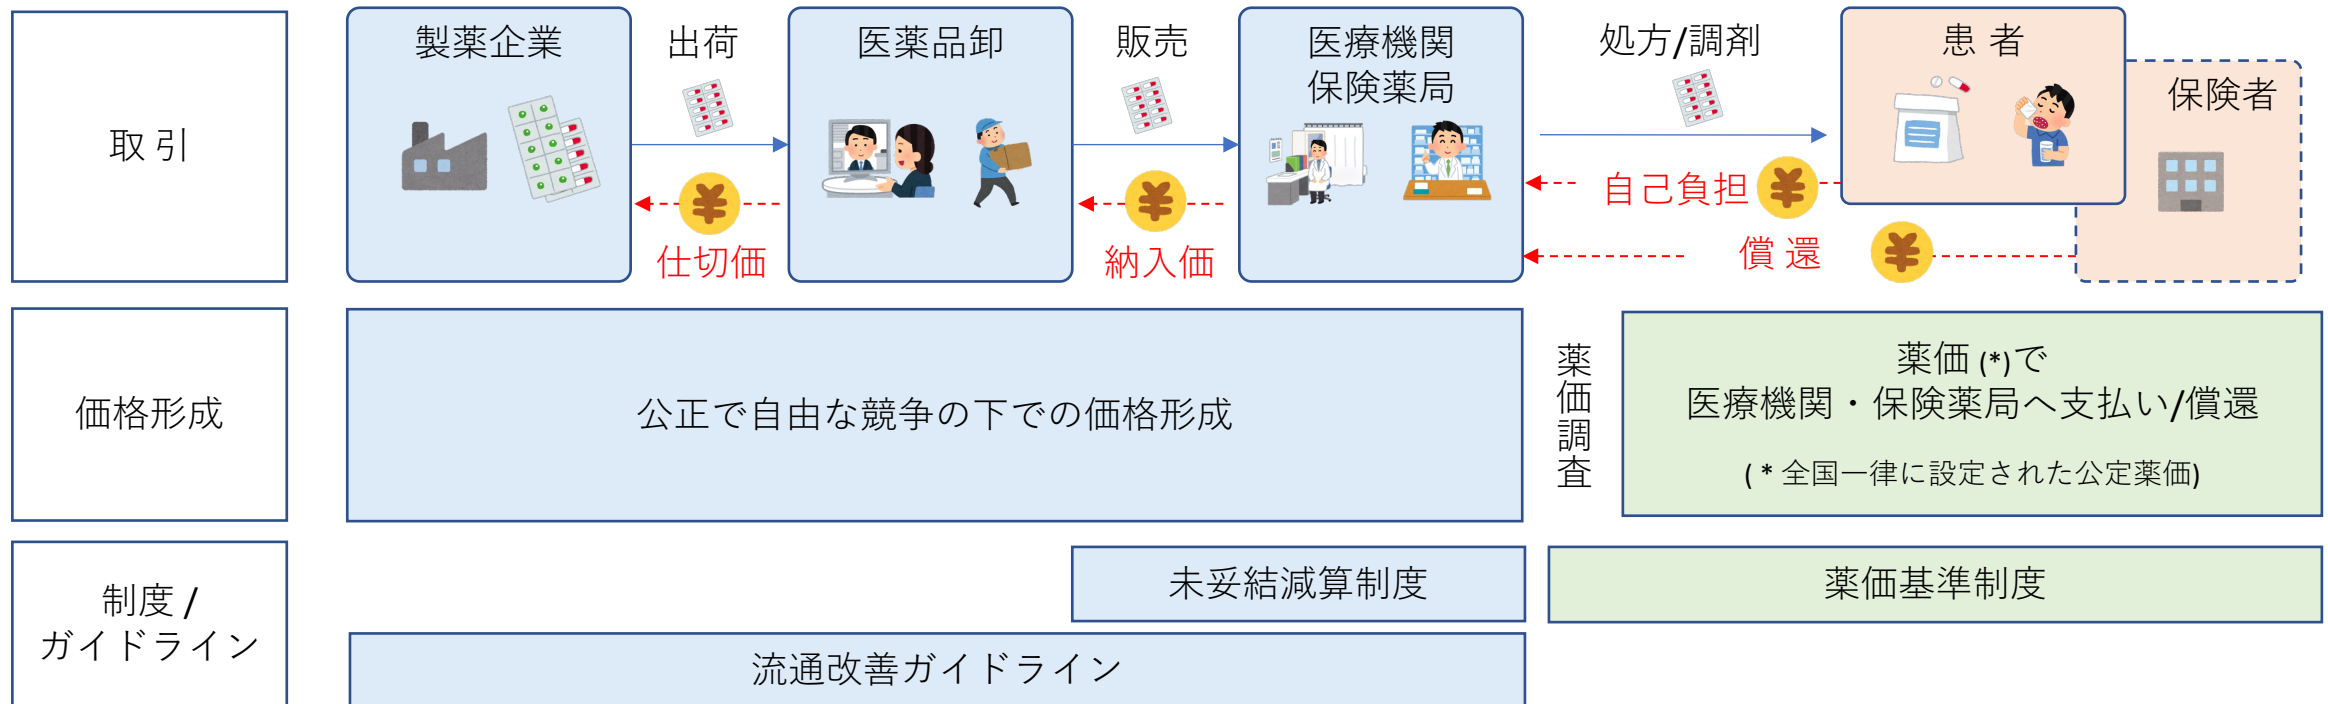 取 引
製薬企業
出荷
仕切価
医薬品卸
販売
納入価
医療機関
保険薬局
処方/調剤
自己負担
償 還
患 者
保険者
価格形成
公正で自由な競争の下での価格形成
薬価調査
薬価 (*)で
医療機関・保険薬局へ支払い/償還
( * 全国一律に設定された公定薬価)
制度 /
ガイドライン
未妥結減算制度
薬価基準制度
流通改善ガイドライン